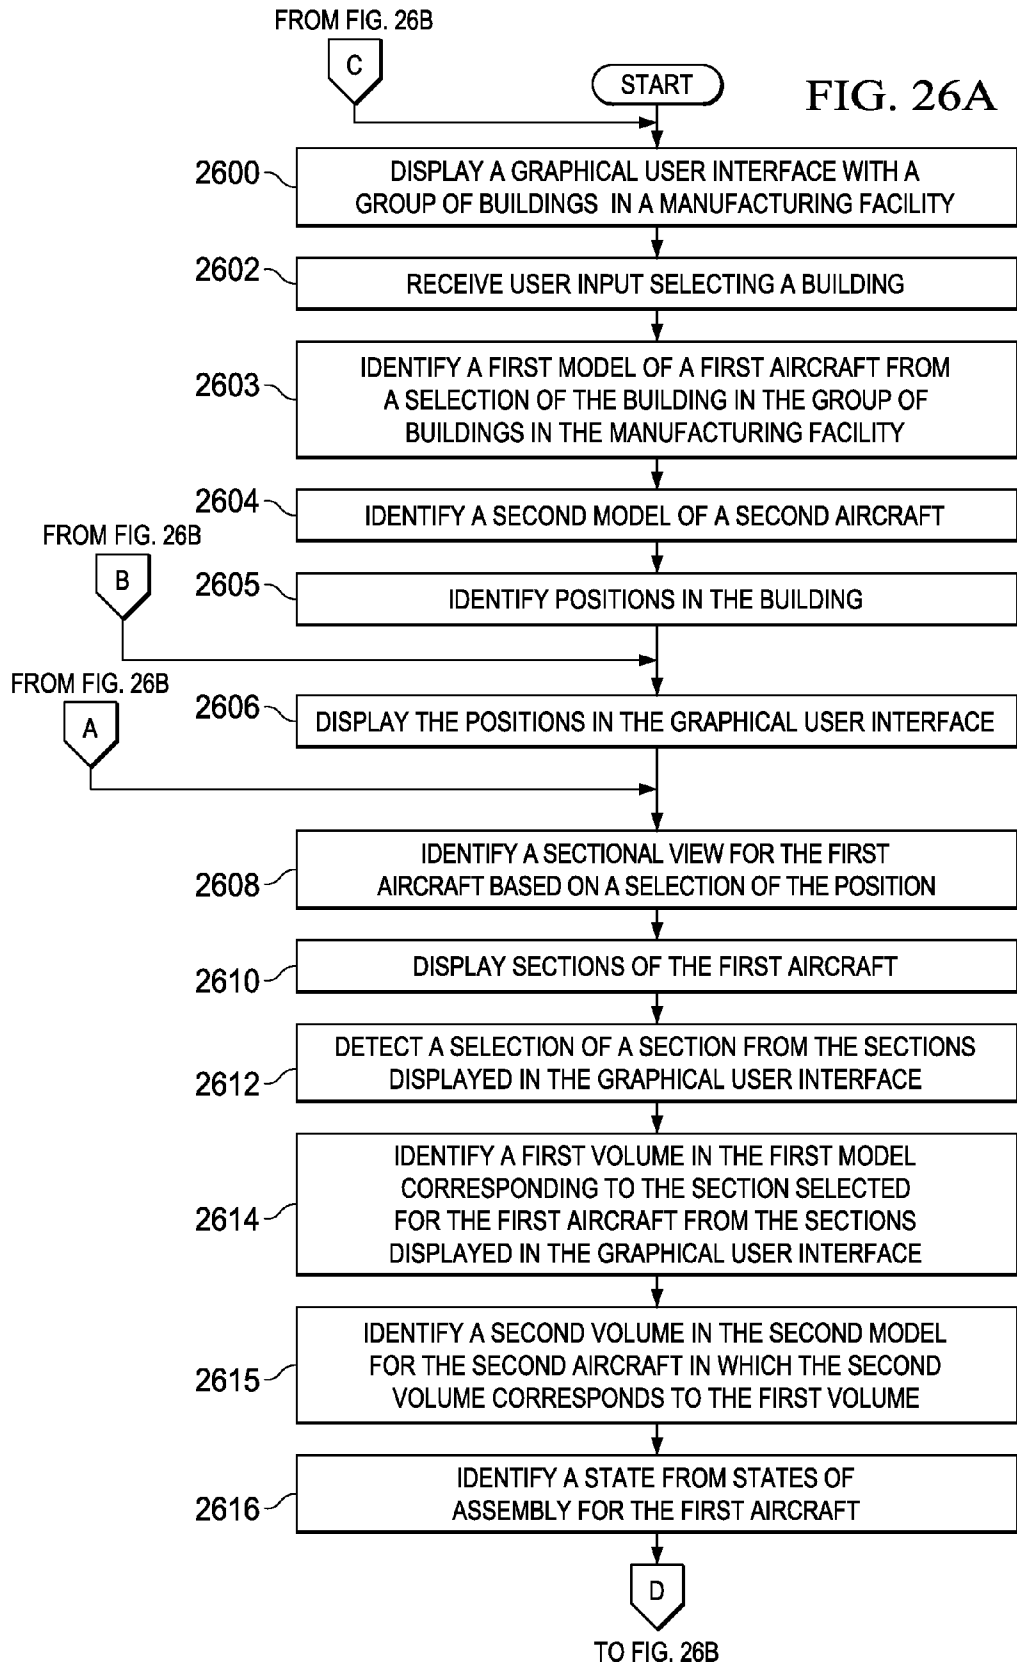 FROM FIG. 26B
C
START
FIG. 26A
2600
DISPLAY A GRAPHICAL USER INTERFACE WITH A
GROUP OF BUILDINGS IN A MANUFACTURING FACILITY
2602
RECEIVE USER INPUT SELECTING A BUILDING
2603
IDENTIFY A FIRST MODEL OF A FIRST AIRCRAFT FROM
A SELECTION OF THE BUILDING IN THE GROUP OF
BUILDINGS IN THE MANUFACTURING FACILITY
2604
IDENTIFY A SECOND MODEL OF A SECOND AIRCRAFT
FROM FIG. 26B
B
2605
IDENTIFY POSITIONS IN THE BUILDING
FROM FIG. 26B
A
2606
DISPLAY THE POSITIONS IN THE GRAPHICAL USER INTERFACE
2608
IDENTIFY A SECTIONAL VIEW FOR THE FIRST
AIRCRAFT BASED ON A SELECTION OF THE POSITION
2610
DISPLAY SECTIONS OF THE FIRST AIRCRAFT
2612
DETECT A SELECTION OF A SECTION FROM THE SECTIONS
DISPLAYED IN THE GRAPHICAL USER INTERFACE
2614
IDENTIFY A FIRST VOLUME IN THE FIRST MODEL
CORRESPONDING TO THE SECTION SELECTED
FOR THE FIRST AIRCRAFT FROM THE SECTIONS
DISPLAYED IN THE GRAPHICAL USER INTERFACE
2615
IDENTIFY A SECOND VOLUME IN THE SECOND MODEL
FOR THE SECOND AIRCRAFT IN WHICH THE SECOND
VOLUME CORRESPONDS TO THE FIRST VOLUME
2616
IDENTIFY A STATE FROM STATES OF
ASSEMBLY FOR THE FIRST AIRCRAFT
D
TO FIG. 26B